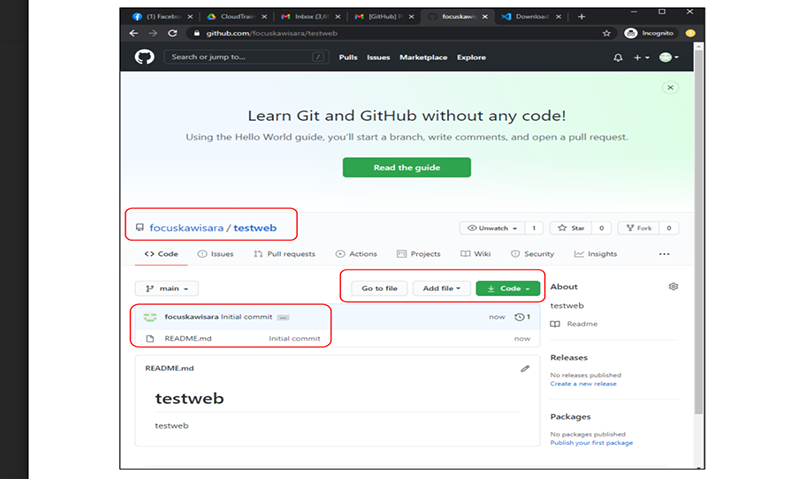 (1) Facebo
CloudTrain
Inbox (3,6
[GitHub] P
focuskawis
Download
github.com/focuskawisara/testweb
Incognito
Search or jump to...
/
Pulls Issues Marketplace Explore
Learn Git and GitHub without any code!
Using the Hello World guide, you'll start a branch, write comments, and open a pull request.
Read the guide
focuskawisara / testweb
Unwatch 1 Star 0 Fork 0
Code Issues Pull requests Actions Projects Wiki Security Insights
main Go to file Add file Code
focuskawisara Initial commit now 1
README.md Initial commit now
README.md
testweb
testweb
About
testweb
Readme
Releases
No releases published
Create a new release
Packages
No packages published
Publish your first package